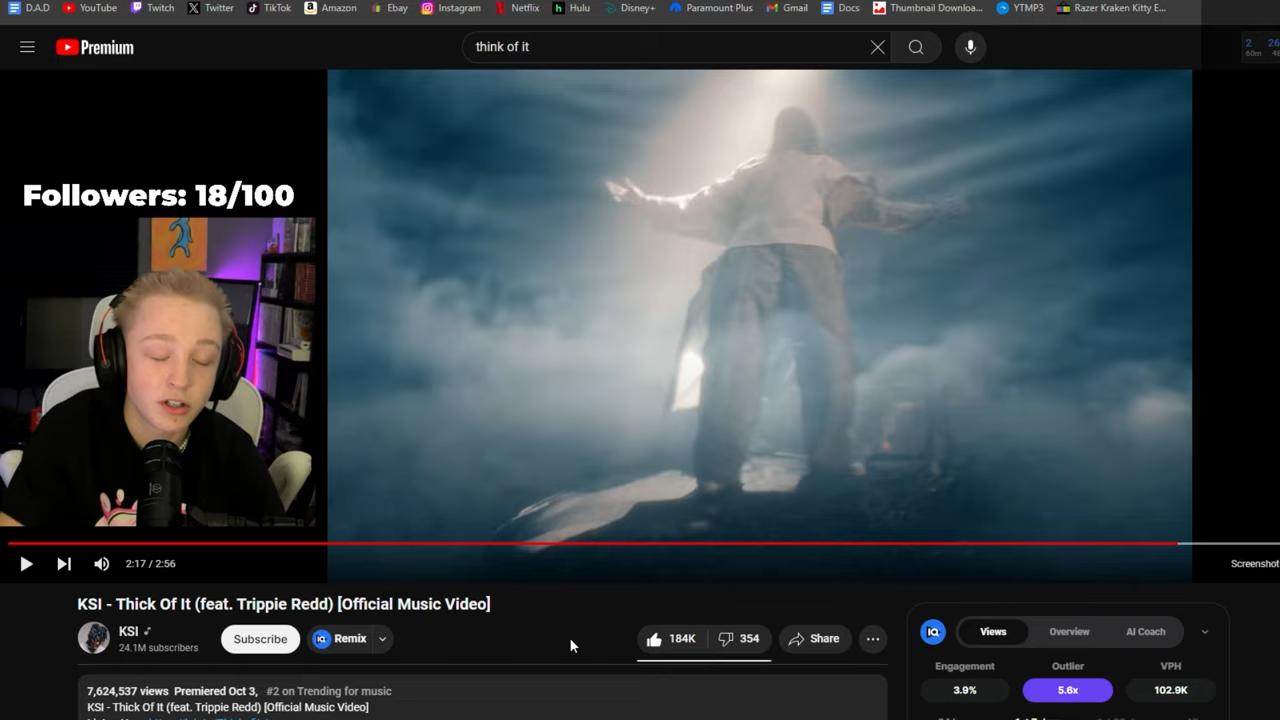 D.A.D YouTube Twitch Twitter TikTok Amazon Ebay Instagram Netflix Hulu Disney+ Paramount Plus Gmail Docs Thumbnail Downloa... YTMP3 Razer Kraken Kitty E...
Premium
think of it
2
60m
Followers: 18/100
2:17 / 2:56
Screenshot
KSI - Thick Of It (feat. Trippie Redd) [Official Music Video]
KSI
24.1M subscribers
Subscribe
IQ Remix
184K 354 Share
IQ Views Overview AI Coach
Engagement Outlier VPH
3.9% 5.6x 102.9K
7,624,537 views Premiered Oct 3, #2 on Trending for music
KSI - Thick Of It (feat. Trippie Redd) [Official Music Video]